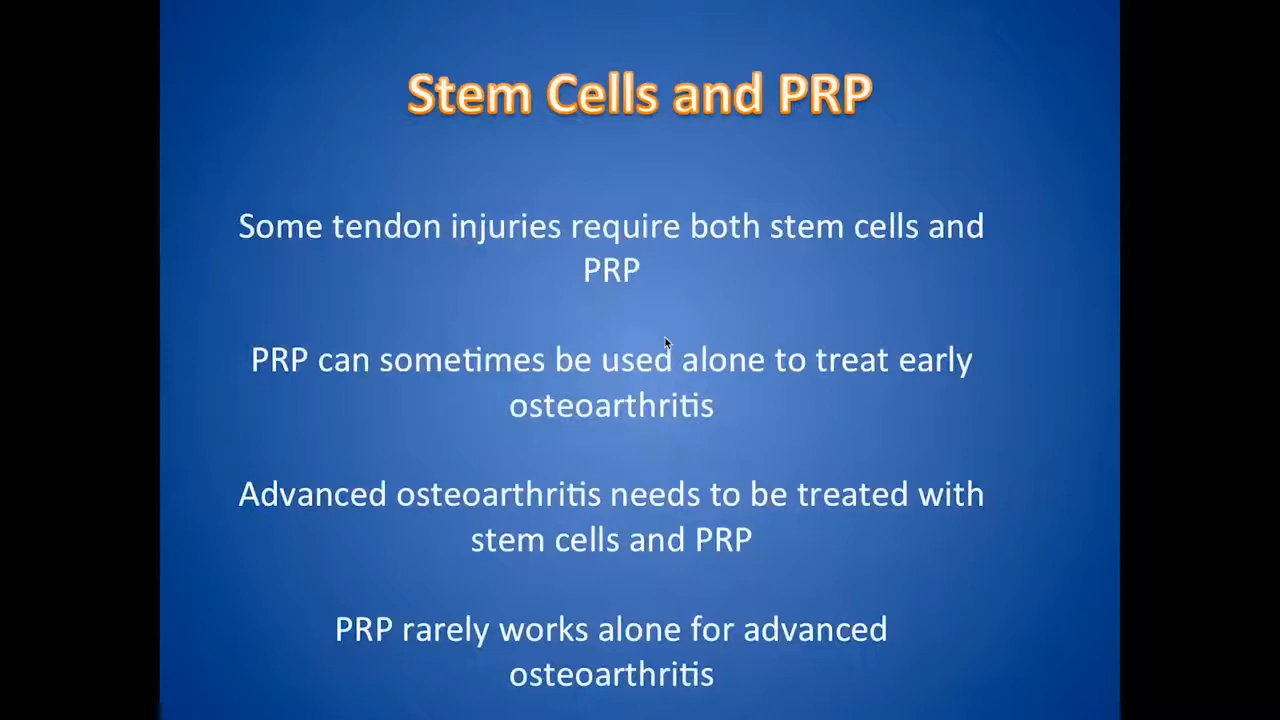 Stem Cells and PRP
Some tendon injuries require both stem cells and
PRP
PRP can sometimes be used alone to treat early
osteoarthritis
Advanced osteoarthritis needs to be treated with
stem cells and PRP
PRP rarely works alone for advanced
osteoarthritis